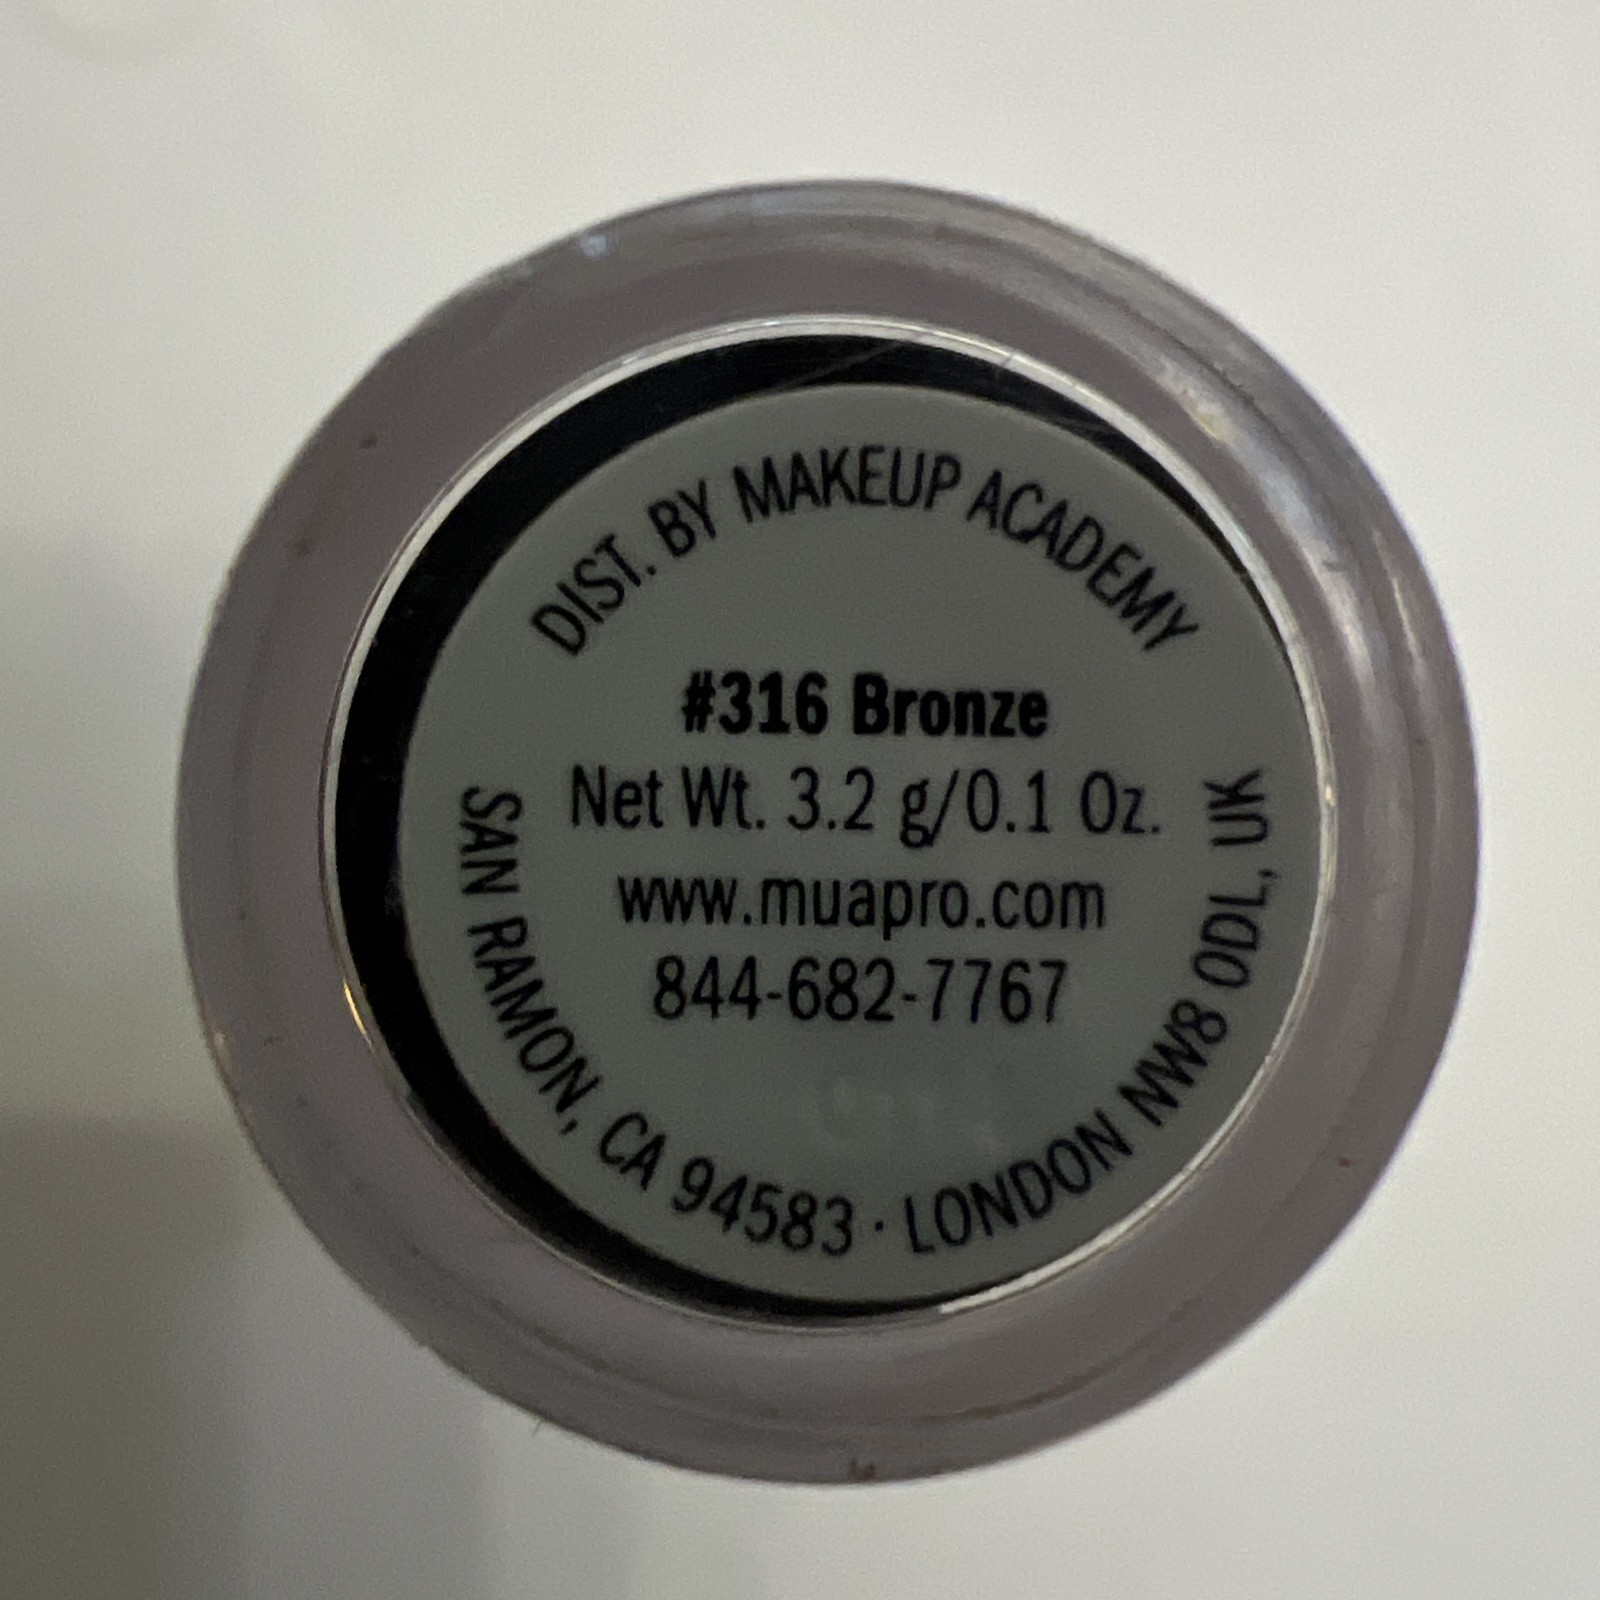 DIST. BY MAKEUP ACADEMY
#316 Bronze
Net Wt. 3.2 g/0.1 Oz.
www.muapro.com
844-682-7767
SAN RAMON, CA 94583 · LONDON NW8 0DL, UK